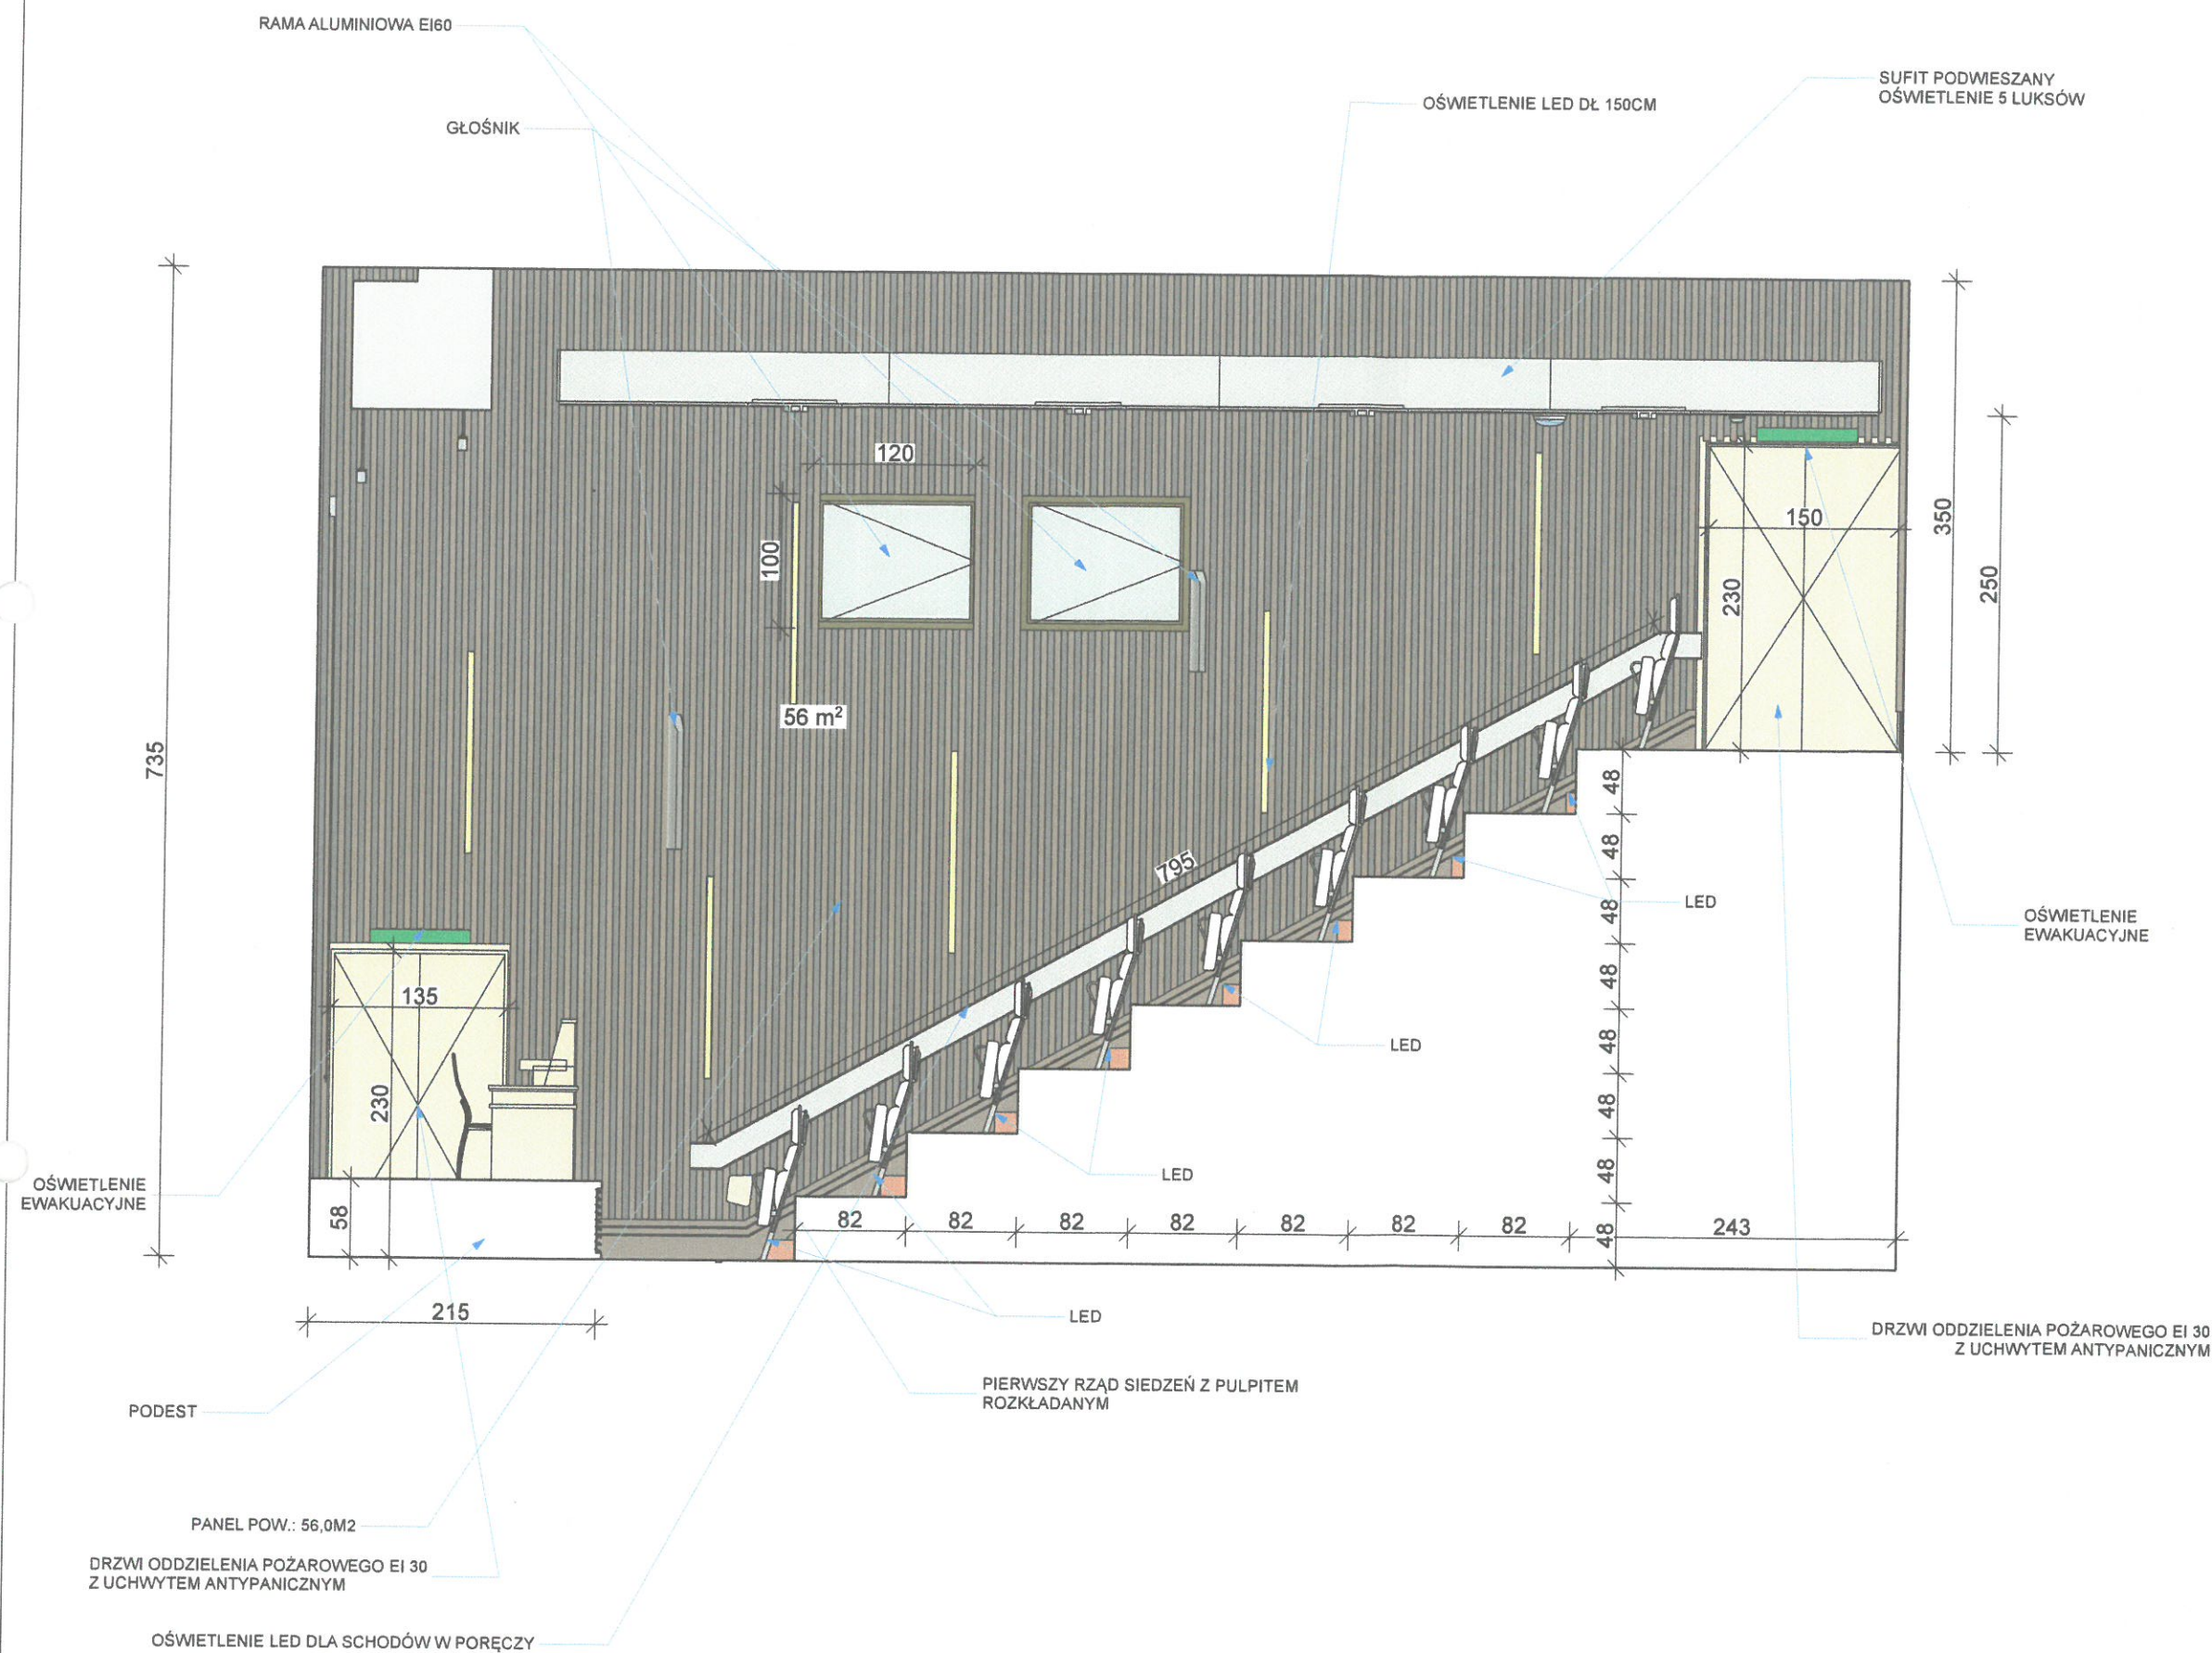 RAMA ALUMINIOWA EI60
SUFIT PODWIESZANY
OŚWIETLENIE 5 LUKSÓW
OŚWIETLENIE LED DŁ 150CM
GŁOŚNIK
120
100
150
350
250
230
56 m²
735
795
48
48
48
48
48
48
48
48
LED
OŚWIETLENIE
EWAKUACYJNE
135
230
LED
LED
OŚWIETLENIE
EWAKUACYJNE
58
82
82
82
82
82
82
82
243
215
LED
DRZWI ODDZIELENIA POŻAROWEGO EI 30
Z UCHWYTEM ANTYPANICZNYM
PIERWSZY RZĄD SIEDZEŃ Z PULPITEM
ROZKŁADANYM
PODEST
PANEL POW.: 56,0M2
DRZWI ODDZIELENIA POŻAROWEGO EI 30
Z UCHWYTEM ANTYPANICZNYM
OŚWIETLENIE LED DLA SCHODÓW W PORĘCZY